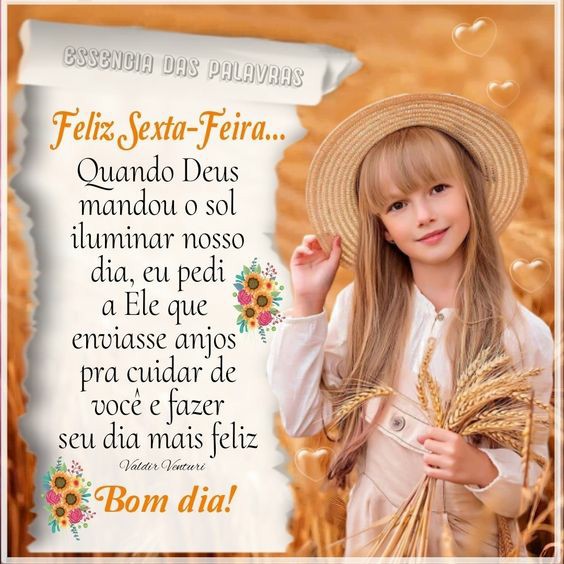 ESSENCIA DAS PALAVRAS
Feliz Sexta-Feira...
Quando Deus
mandou o sol
iluminar nosso
dia, eu pedi
a Ele que
enviasse anjos
pra cuidar de
você e fazer
seu dia mais feliz
Valdir Venturi
Bom dia!